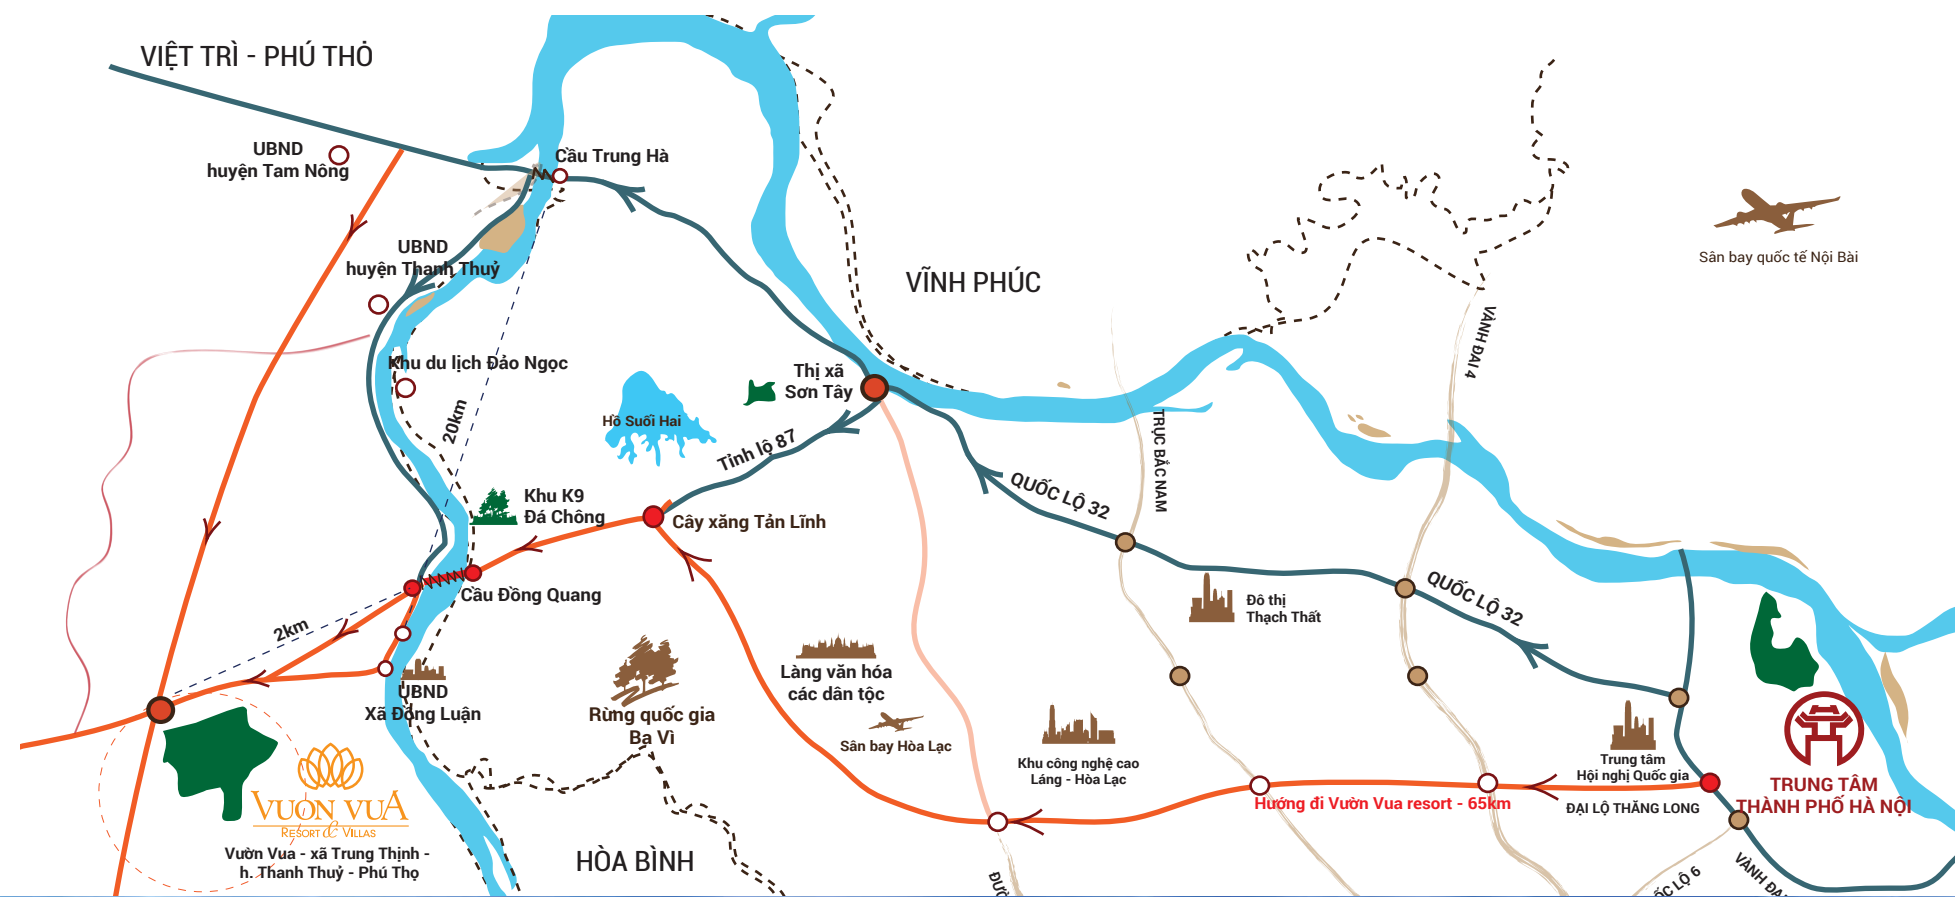 VIỆT TRÌ - PHÚ THỌ
UBND
huyện Tam Nông
Cầu Trung Hà
UBND
huyện Thanh Thuỷ
VĨNH PHÚC
Sân bay quốc tế Nội Bài
VÀNH ĐAI 4
Khu du lịch Đảo Ngọc
Thị xã
Sơn Tây
Hồ Suối Hai
20km
Tỉnh lộ 87
TRỤC BẮC NAM
QUỐC LỘ 32
Khu K9
Đá Chông
Cây xăng Tản Lĩnh
Cầu Đồng Quang
QUỐC LỘ 32
Đô thị
Thạch Thất
2km
UBND
Xã Đồng Luận
Rừng quốc gia
Ba Vì
Làng văn hóa
các dân tộc
Sân bay Hòa Lạc
Khu công nghệ cao
Láng - Hòa Lạc
Trung tâm
Hội nghị Quốc gia
TRUNG TÂM
THÀNH PHỐ HÀ NỘI
Hướng đi Vườn Vua resort - 65km
ĐẠI LỘ THĂNG LONG
VƯỜN VUA
RESORT & VILLAS
Vườn Vua - xã Trung Thịnh -
h. Thanh Thuỷ - Phú Thọ
HÒA BÌNH
ĐƯỜ
ỐC LỘ 6
VÀNH ĐAI